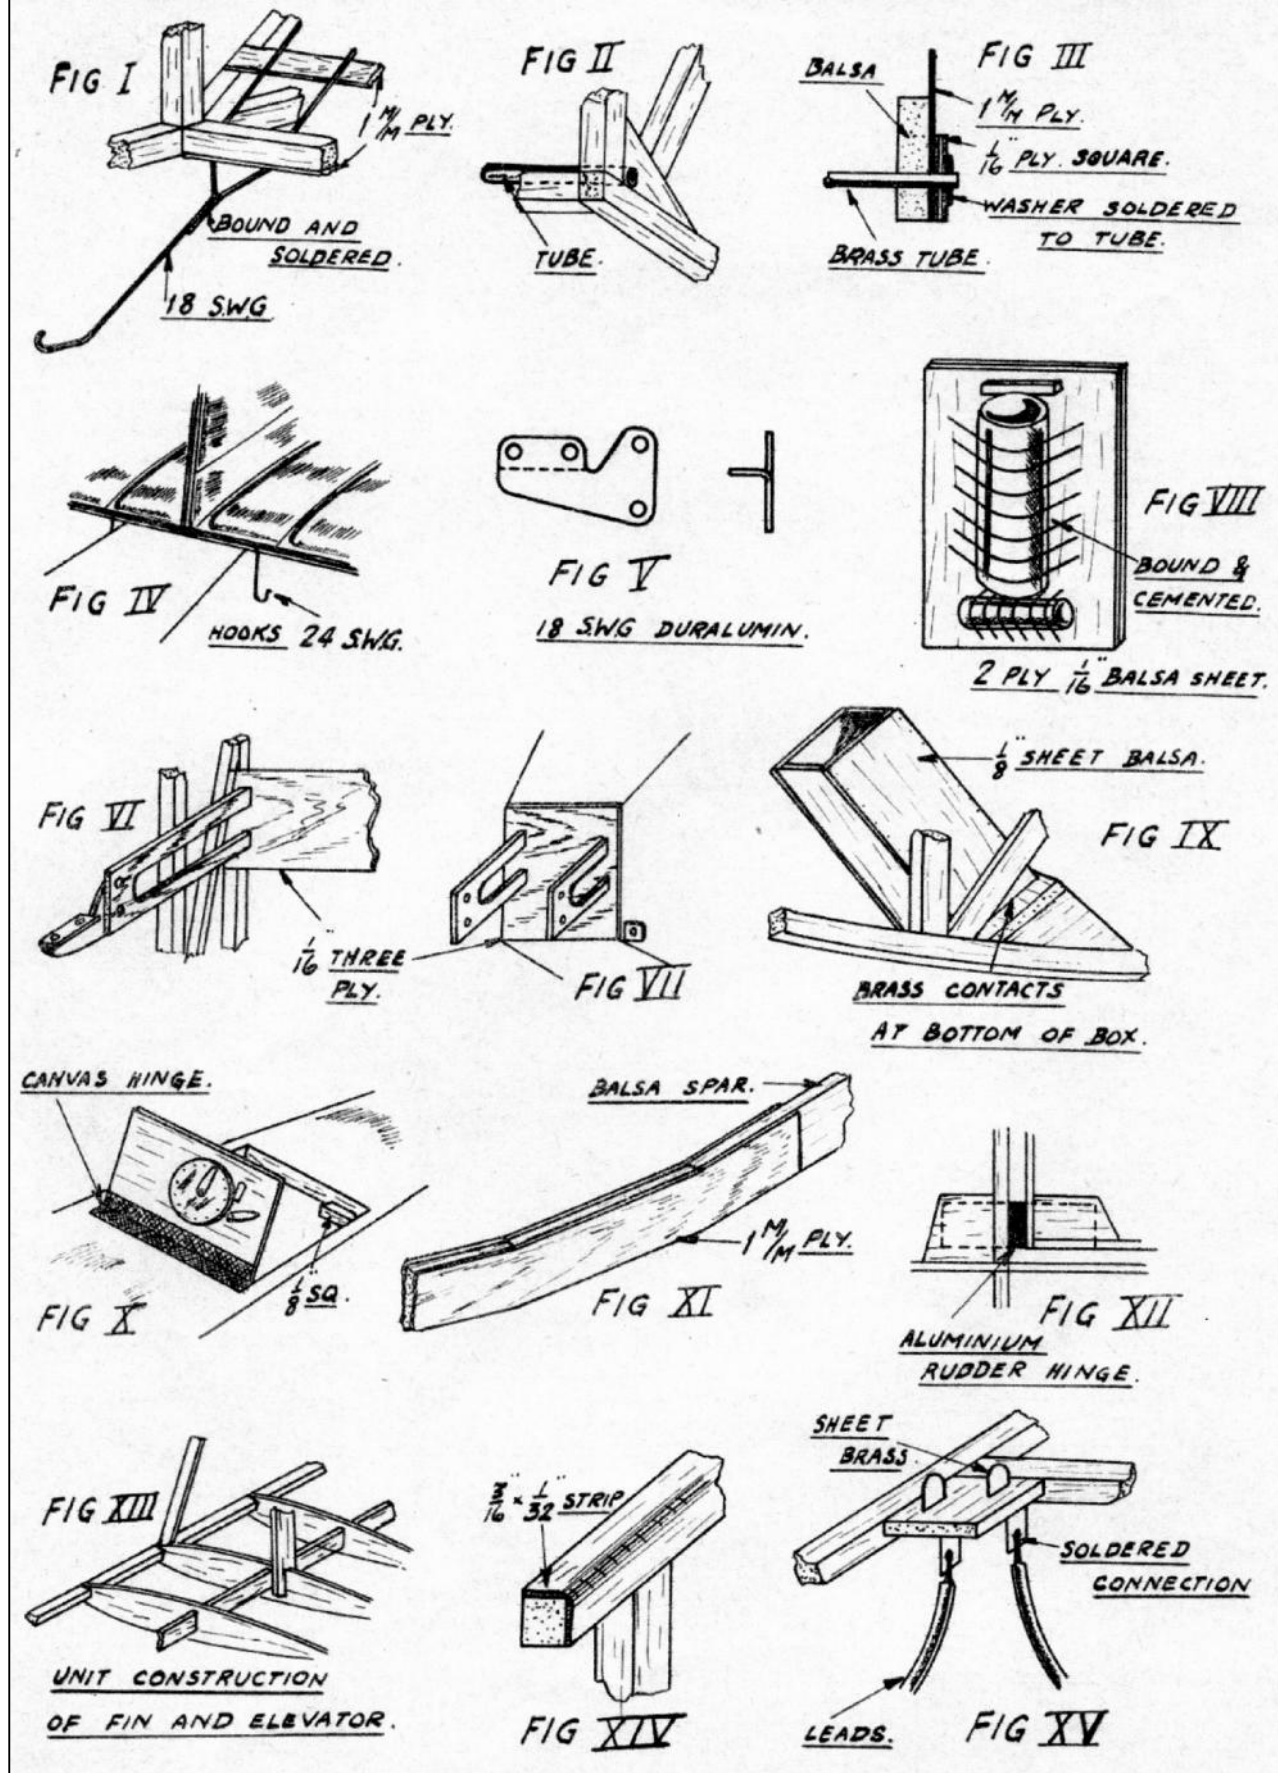 FIG I
1 M/M PLY.
BOUND AND
SOLDERED.
18 S.W.G
FIG II
TUBE.
FIG III
BALSA
1 M/M PLY.
1/16" PLY. SQUARE.
WASHER SOLDERED
TO TUBE.
BRASS TUBE.
FIG IV
HOOKS 24 S.W.G.
FIG V
18 S.W.G DURALUMIN.
FIG VIII
BOUND &
CEMENTED.
2 PLY 1/16" BALSA SHEET.
FIG VI
1/16" THREE
PLY.
FIG VII
1/8" SHEET BALSA.
FIG IX
BRASS CONTACTS
AT BOTTOM OF BOX.
CANVAS HINGE.
1/8" SQ.
FIG X
BALSA SPAR.
1 M/M PLY.
FIG XI
FIG XII
ALUMINIUM
RUDDER HINGE.
FIG XIII
UNIT CONSTRUCTION
OF FIN AND ELEVATOR.
3/16" × 1/32" STRIP
FIG XIV
SHEET
BRASS
SOLDERED
CONNECTION
LEADS.
FIG XV